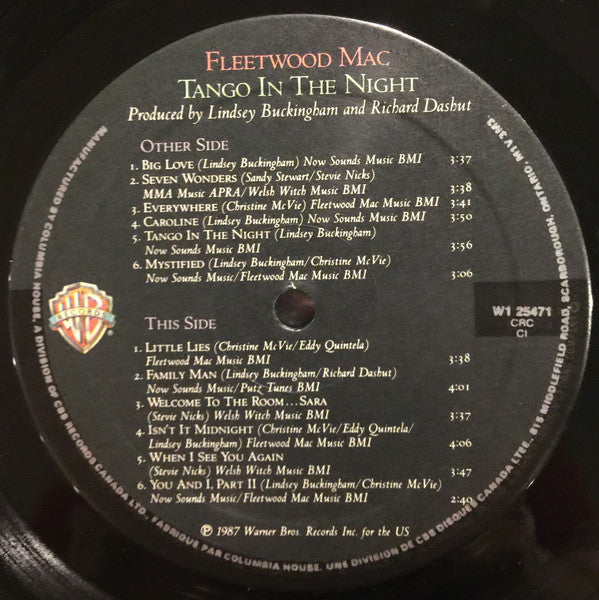 FLEETWOOD MAC
TANGO IN THE NIGHT
Produced by Lindsey Buckingham and Richard Dashut
OTHER SIDE
1. BIG LOVE (Lindsey Buckingham) Now Sounds Music BMI 3:37
2. SEVEN WONDERS (Sandy Stewart/Stevie Nicks)
MMA Music APRA/Welsh Witch Music BMI 3:38
3. EVERYWHERE (Christine McVie) Fleetwood Mac Music BMI 3:41
4. CAROLINE (Lindsey Buckingham) Now Sounds Music BMI 3:50
5. TANGO IN THE NIGHT (Lindsey Buckingham)
Now Sounds Music BMI 3:56
6. MYSTIFIED (Lindsey Buckingham/Christine McVie)
Now Sounds Music/Fleetwood Mac Music BMI 3:06
WB
RECORDS
W1 25471
CRC
CI
THIS SIDE
1. LITTLE LIES (Christine McVie/Eddy Quintela)
Fleetwood Mac Music BMI 3:38
2. FAMILY MAN (Lindsey Buckingham/Richard Dashut)
Now Sounds Music/Putz Tunes BMI 4:01
3. WELCOME TO THE ROOM...SARA
(Stevie Nicks) Welsh Witch Music BMI 3:37
4. ISN'T IT MIDNIGHT (Christine McVie/Eddy Quintela/
Lindsey Buckingham) Fleetwood Mac Music BMI 4:06
5. WHEN I SEE YOU AGAIN
(Stevie Nicks) Welsh Witch Music BMI 3:47
6. YOU AND I, PART II (Lindsey Buckingham/Christine McVie)
Now Sounds Music/Fleetwood Mac Music BMI 2:40
℗ 1987 Warner Bros. Records Inc. for the US
MANUFACTURED BY COLUMBIA HOUSE. A DIVISION OF CBS RECORDS CANADA LTD. / FABRIQUE PAR COLUMBIA HOUSE. UNE DIVISION DE CBS DISQUES CANADA LTEE. MIDDLEFIELD ROAD, SCARBOROUGH, ONTARIO.